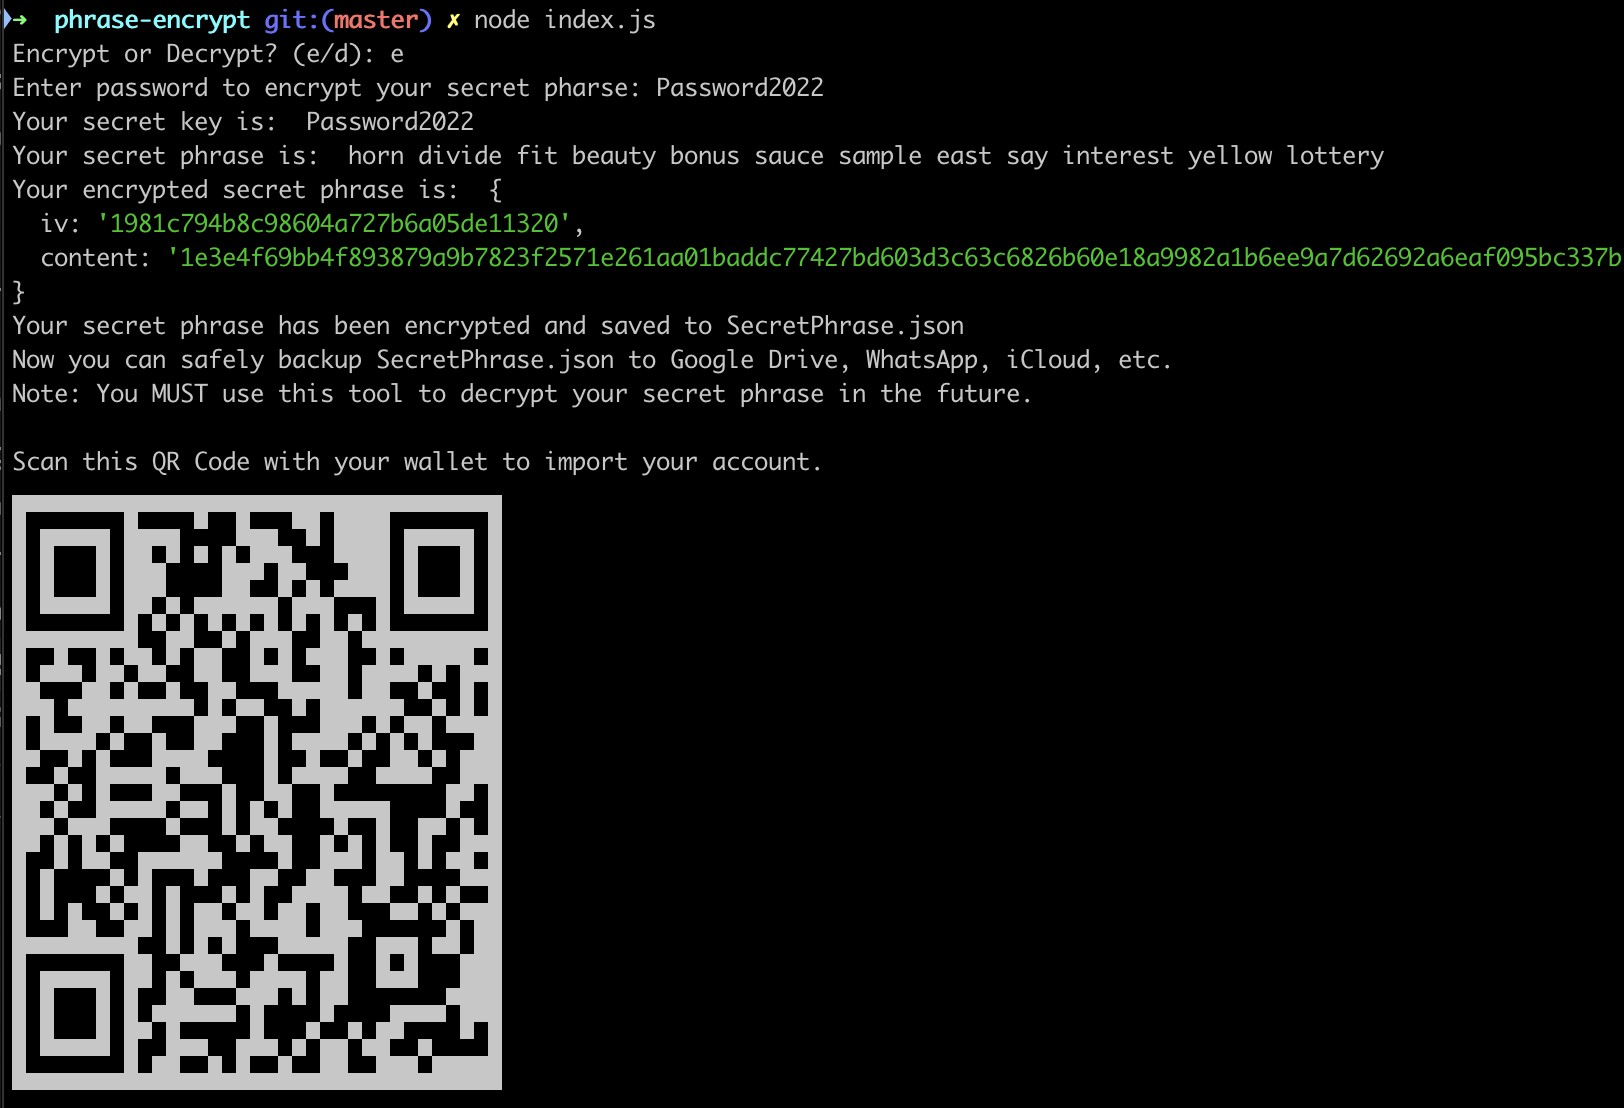 ➜  phrase-encrypt git:(master) ✗ node index.js
Encrypt or Decrypt? (e/d): e
Enter password to encrypt your secret pharse: Password2022
Your secret key is:  Password2022
Your secret phrase is:  horn divide fit beauty bonus sauce sample east say interest yellow lottery
Your encrypted secret phrase is:  {
  iv: '1981c794b8c98604a727b6a05de11320',
  content: '1e3e4f69bb4f893879a9b7823f2571e261aa01baddc77427bd603d3c63c6826b60e18a9982a1b6ee9a7d62692a6eaf095bc337b
}
Your secret phrase has been encrypted and saved to SecretPhrase.json
Now you can safely backup SecretPhrase.json to Google Drive, WhatsApp, iCloud, etc.
Note: You MUST use this tool to decrypt your secret phrase in the future.
Scan this QR Code with your wallet to import your account.